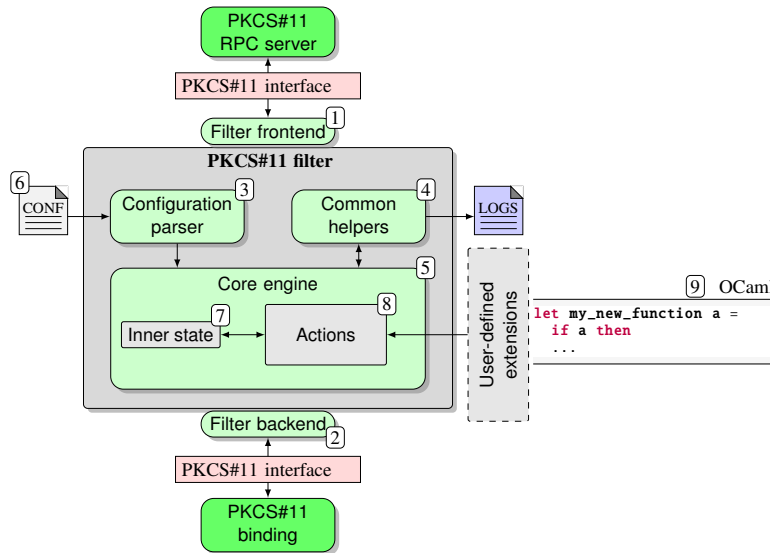 PKCS#11
RPC server
PKCS#11 interface
1
Filter frontend
PKCS#11 filter
6
CONF
3
Configuration
parser
4
Common
helpers
LOGS
5
Core engine
7
Inner state
8
Actions
User-defined
extensions
9 OCaml
let my_new_function a =
if a then
...
Filter backend
2
PKCS#11 interface
PKCS#11
binding